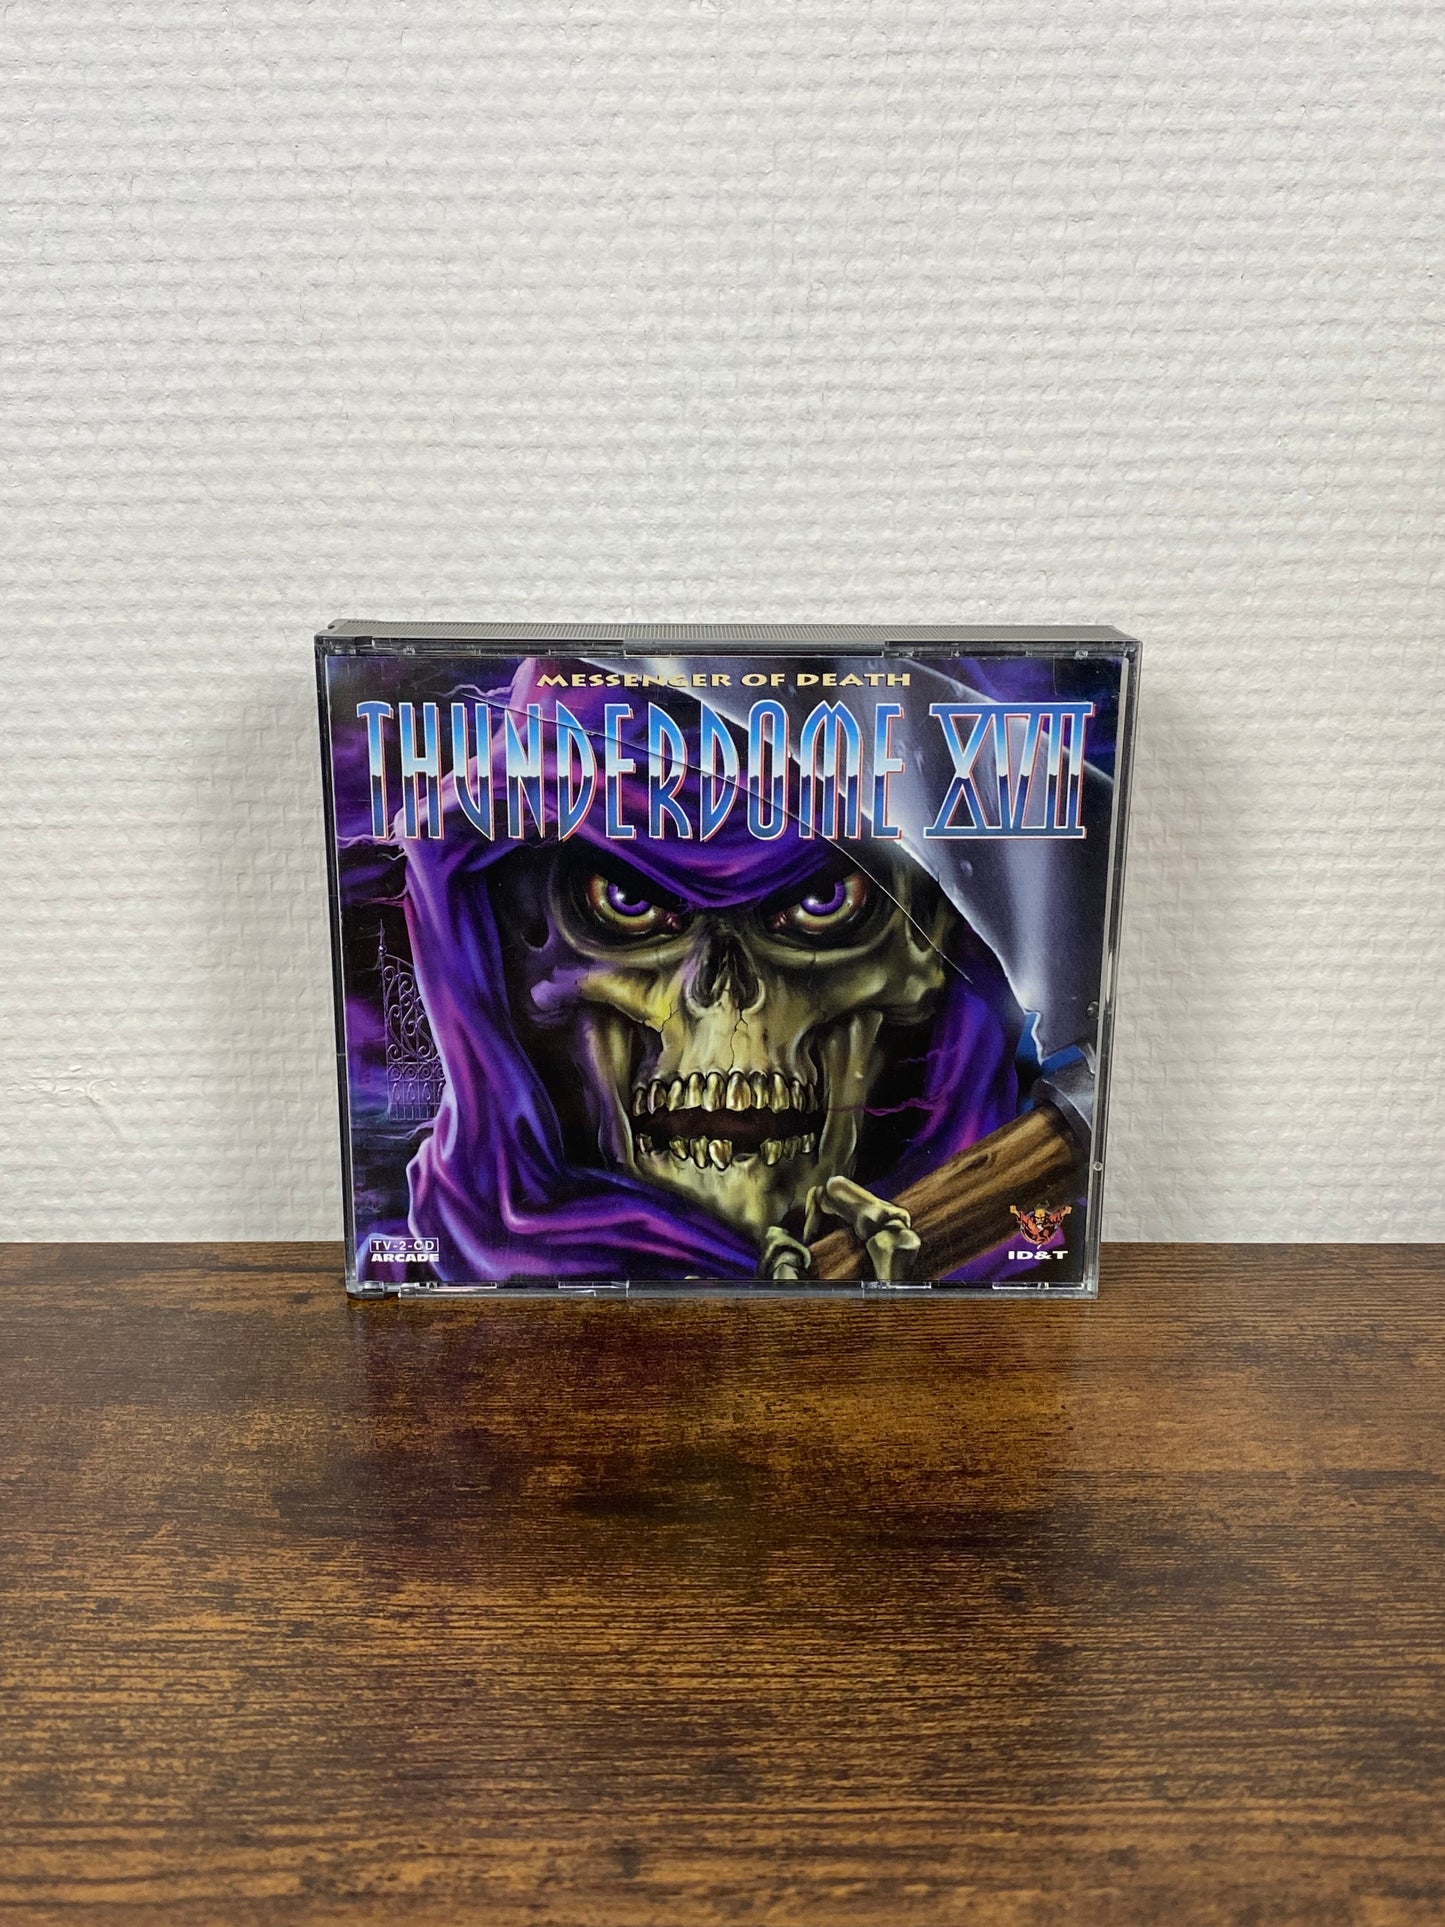 MESSENGER OF DEATH
THUNDERDOME XVII
TV-2-CD
ARCADE
ID&T